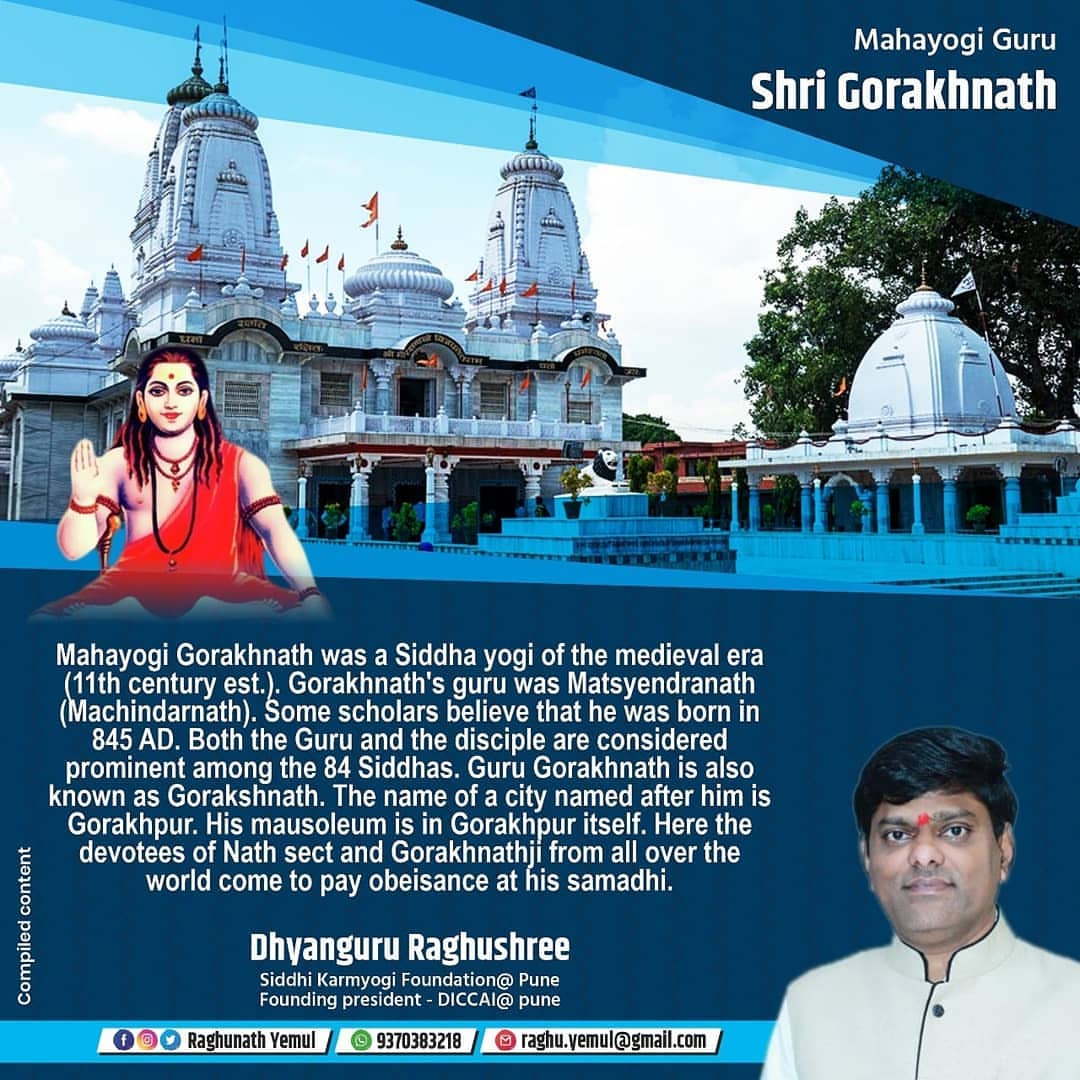 Mahayogi Guru
Shri Gorakhnath
Mahayogi Gorakhnath was a Siddha yogi of the medieval era
(11th century est.). Gorakhnath's guru was Matsyendranath
(Machindarnath). Some scholars believe that he was born in
845 AD. Both the Guru and the disciple are considered
prominent among the 84 Siddhas. Guru Gorakhnath is also
known as Gorakshnath. The name of a city named after him is
Gorakhpur. His mausoleum is in Gorakhpur itself. Here the
devotees of Nath sect and Gorakhnathji from all over the
world come to pay obeisance at his samadhi.
Compiled content
Dhyanguru Raghushree
Siddhi Karmyogi Foundation@ Pune
Founding president - DICCAI@ pune
Raghunath Yemul
9370383218
raghu.yemul@gmail.com